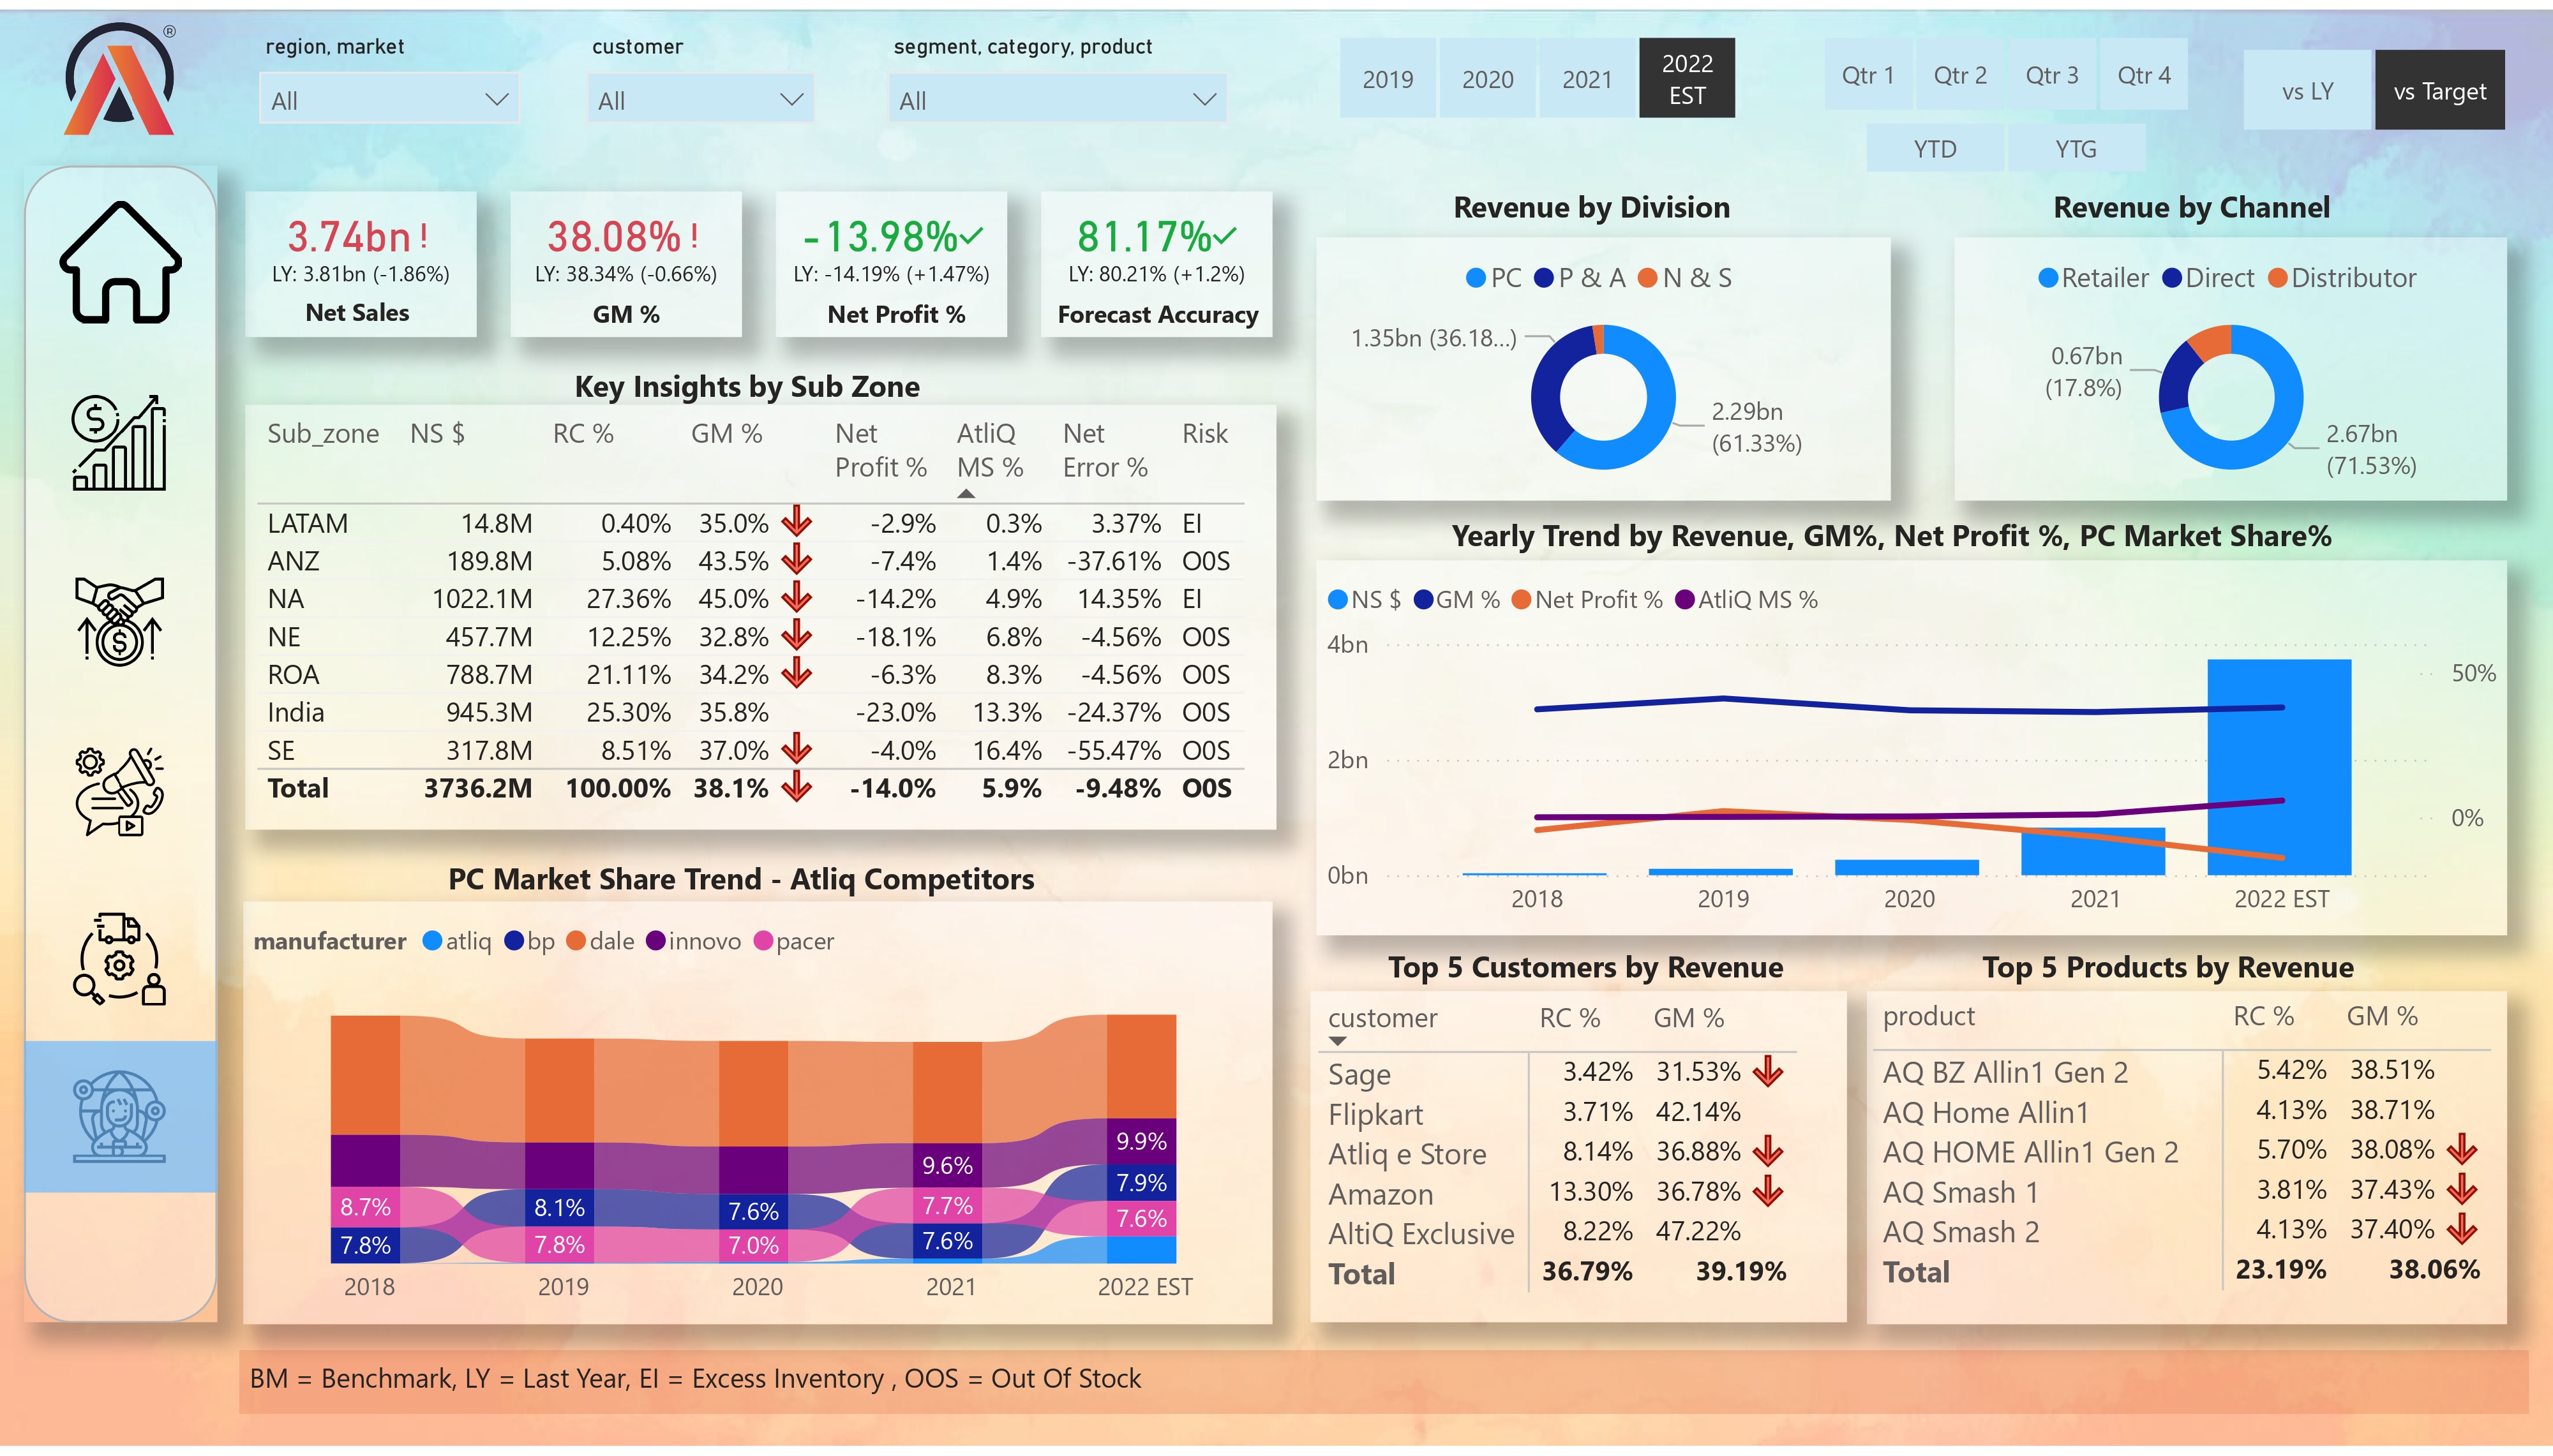 ®
region, market
customer
segment, category, product
All
All
All
2019
2020
2021
2022
EST
Qtr 1
Qtr 2
Qtr 3
Qtr 4
YTD
YTG
vs LY
vs Target
3.74bn !
LY: 3.81bn (-1.86%)
Net Sales
38.08% !
LY: 38.34% (-0.66%)
GM %
-13.98%✓
LY: -14.19% (+1.47%)
Net Profit %
81.17%✓
LY: 80.21% (+1.2%)
Forecast Accuracy
Key Insights by Sub Zone
Sub_zone NS $ RC % GM % Net Profit % AtliQ MS % Net Error % Risk
LATAM 14.8M 0.40% 35.0% -2.9% 0.3% 3.37% EI
ANZ 189.8M 5.08% 43.5% -7.4% 1.4% -37.61% O0S
NA 1022.1M 27.36% 45.0% -14.2% 4.9% 14.35% EI
NE 457.7M 12.25% 32.8% -18.1% 6.8% -4.56% O0S
ROA 788.7M 21.11% 34.2% -6.3% 8.3% -4.56% O0S
India 945.3M 25.30% 35.8% -23.0% 13.3% -24.37% O0S
SE 317.8M 8.51% 37.0% -4.0% 16.4% -55.47% O0S
Total 3736.2M 100.00% 38.1% -14.0% 5.9% -9.48% O0S
Revenue by Division
PC P & A N & S
1.35bn (36.18...)
2.29bn
(61.33%)
Revenue by Channel
Retailer Direct Distributor
0.67bn
(17.8%)
2.67bn
(71.53%)
Yearly Trend by Revenue, GM%, Net Profit %, PC Market Share%
NS $ GM % Net Profit % AtliQ MS %
4bn
50%
2bn
0%
0bn
2018 2019 2020 2021 2022 EST
PC Market Share Trend - Atliq Competitors
manufacturer atliq bp dale innovo pacer
8.7%
7.8%
8.1%
7.8%
7.6%
7.0%
9.6%
7.7%
7.6%
9.9%
7.9%
7.6%
2018 2019 2020 2021 2022 EST
Top 5 Customers by Revenue
customer RC % GM %
Sage 3.42% 31.53%
Flipkart 3.71% 42.14%
Atliq e Store 8.14% 36.88%
Amazon 13.30% 36.78%
AltiQ Exclusive 8.22% 47.22%
Total 36.79% 39.19%
Top 5 Products by Revenue
product RC % GM %
AQ BZ Allin1 Gen 2 5.42% 38.51%
AQ Home Allin1 4.13% 38.71%
AQ HOME Allin1 Gen 2 5.70% 38.08%
AQ Smash 1 3.81% 37.43%
AQ Smash 2 4.13% 37.40%
Total 23.19% 38.06%
BM = Benchmark, LY = Last Year, EI = Excess Inventory , OOS = Out Of Stock